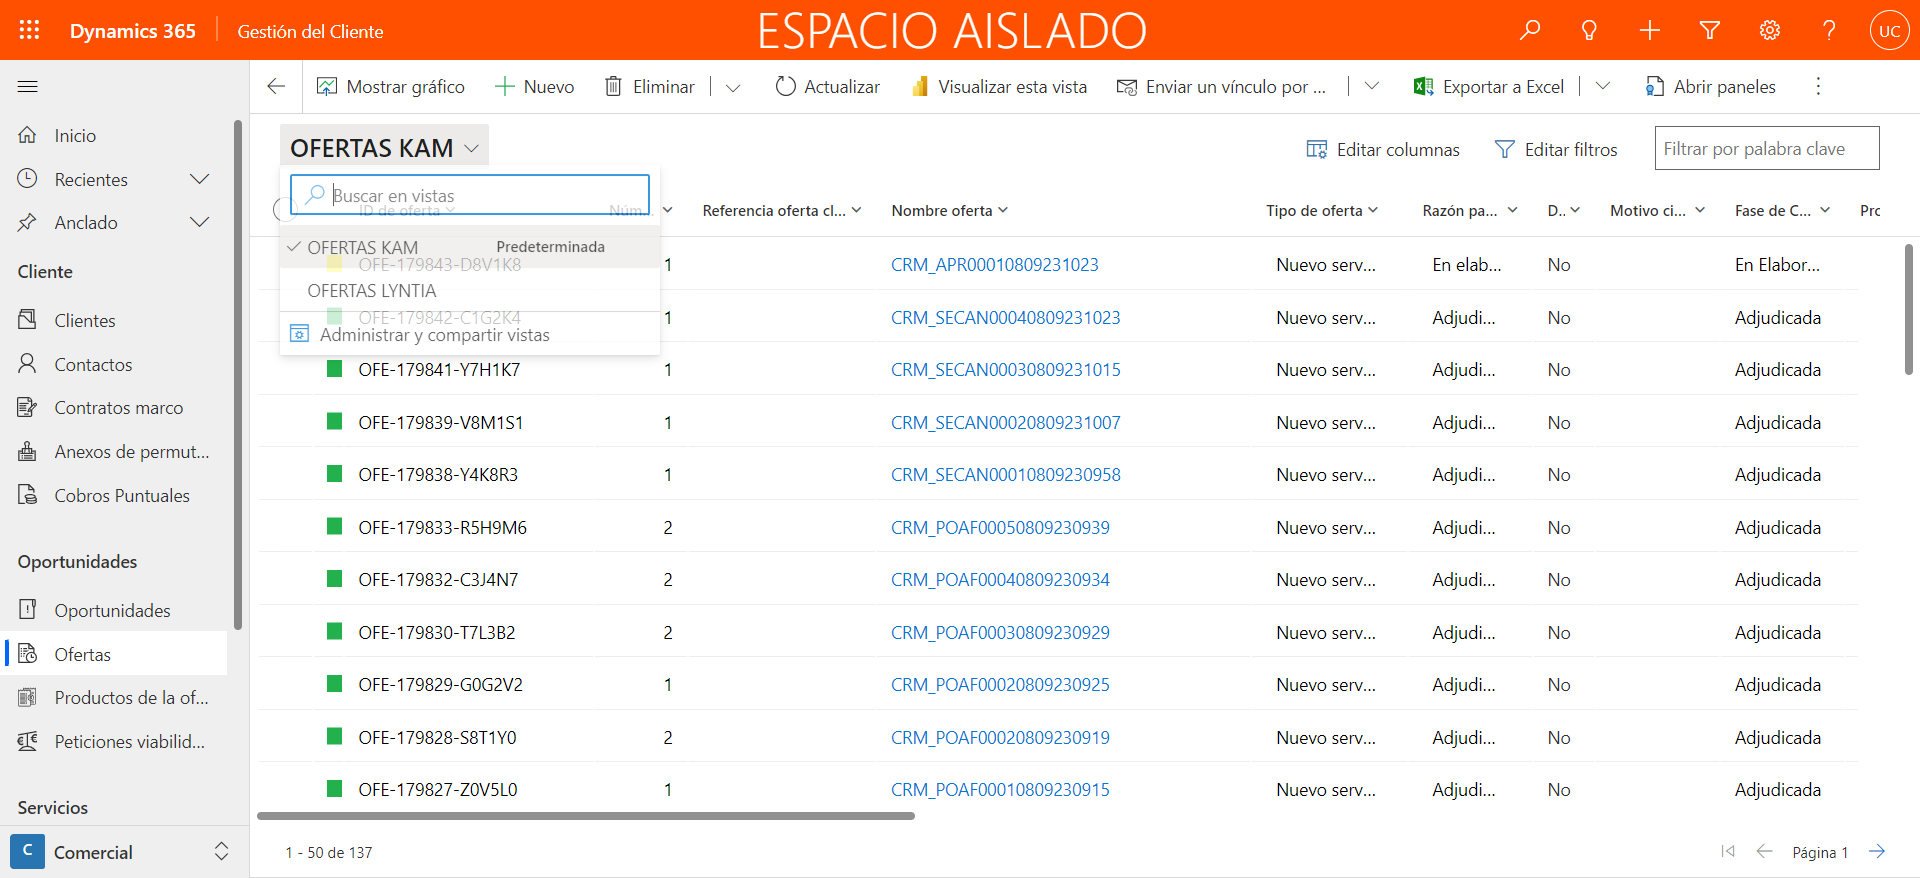 Dynamics 365
Gestión del Cliente
ESPACIO AISLADO
UC
Mostrar gráfico
Nuevo
Eliminar
Actualizar
Visualizar esta vista
Enviar un vínculo por ...
Exportar a Excel
Abrir paneles
Inicio
Recientes
Anclado
Cliente
Clientes
Contactos
Contratos marco
Anexos de permut...
Cobros Puntuales
Oportunidades
Oportunidades
Ofertas
Productos de la of...
Peticiones viabilid...
Servicios
C Comercial
OFERTAS KAM
Editar columnas
Editar filtros
Filtrar por palabra clave
Buscar en vistas
OFERTAS KAM Predeterminada
OFERTAS LYNTIA
Administrar y compartir vistas
ID de oferta Núm... Referencia oferta cl... Nombre oferta Tipo de oferta Razón pa... D.. Motivo ci... Fase de C... Prc
OFE-179843-D8V1K8 1 CRM_APR00010809231023 Nuevo serv... En elab... No En Elabor...
OFE-179842-C1G2K4 1 CRM_SECAN00040809231023 Nuevo serv... Adjudi... No Adjudicada
OFE-179841-Y7H1K7 1 CRM_SECAN00030809231015 Nuevo serv... Adjudi... No Adjudicada
OFE-179839-V8M1S1 1 CRM_SECAN00020809231007 Nuevo serv... Adjudi... No Adjudicada
OFE-179838-Y4K8R3 1 CRM_SECAN00010809230958 Nuevo serv... Adjudi... No Adjudicada
OFE-179833-R5H9M6 2 CRM_POAF00050809230939 Nuevo serv... Adjudi... No Adjudicada
OFE-179832-C3J4N7 2 CRM_POAF00040809230934 Nuevo serv... Adjudi... No Adjudicada
OFE-179830-T7L3B2 2 CRM_POAF00030809230929 Nuevo serv... Adjudi... No Adjudicada
OFE-179829-G0G2V2 1 CRM_POAF00020809230925 Nuevo serv... Adjudi... No Adjudicada
OFE-179828-S8T1Y0 2 CRM_POAF00020809230919 Nuevo serv... Adjudi... No Adjudicada
OFE-179827-Z0V5L0 1 CRM_POAF00010809230915 Nuevo serv... Adjudi... No Adjudicada
1 - 50 de 137
Página 1